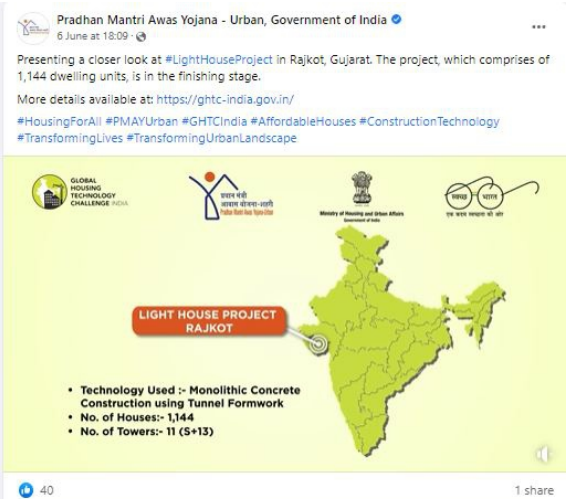 Pradhan Mantri Awas Yojana - Urban, Government of India
6 June at 18:09 ·
Presenting a closer look at #LightHouseProject in Rajkot, Gujarat. The project, which comprises of
1,144 dwelling units, is in the finishing stage.
More details available at: https://ghtc-india.gov.in/
#HousingForAll #PMAYUrban #GHTCIndia #AffordableHouses #ConstructionTechnology
#TransformingLives #TransformingUrbanLandscape
GLOBAL
HOUSING
TECHNOLOGY
CHALLENGE INDIA
प्रधान मंत्री
आवास योजना-शहरी
Pradhan Mantri Awas Yojana-Urban
Ministry of Housing and Urban Affairs
Government of India
स्वच्छ भारत
एक कदम स्वच्छता की ओर
LIGHT HOUSE PROJECT
RAJKOT
• Technology Used :- Monolithic Concrete
Construction using Tunnel Formwork
• No. of Houses:- 1,144
• No. of Towers:- 11 (S+13)
40
1 share